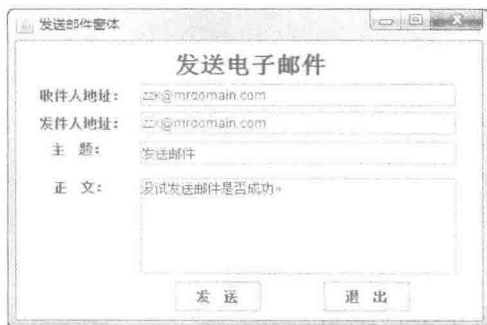 发送邮件窗体
发送电子邮件
收件人地址： zzk@mrdomain.com
发件人地址： zzx@mrdomain.com
主 题： 发送邮件
正 文： 测试发送邮件是否成功。
发 送 退 出